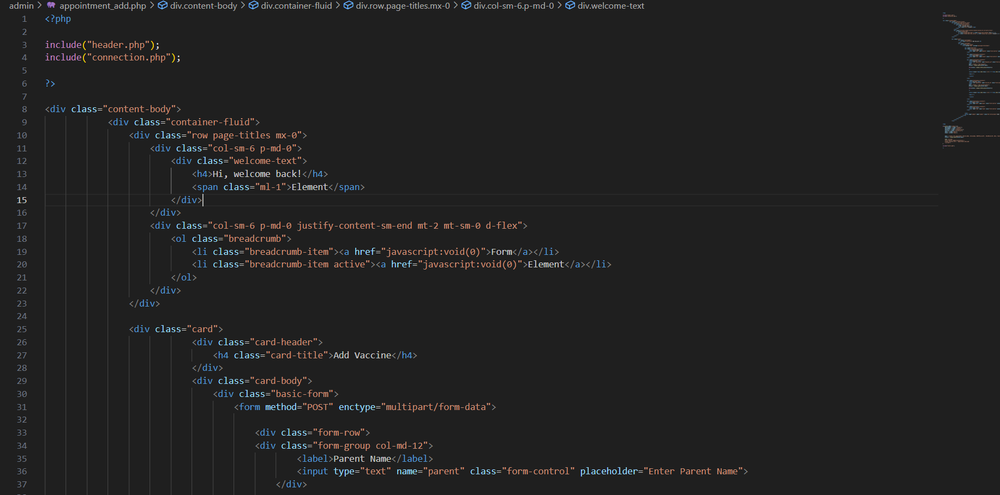 admin > appointment_add.php > div.content-body > div.container-fluid > div.row.page-titles.mx-0 > div.col-sm-6.p-md-0 > div.welcome-text
1 <?php
2
3 include("header.php");
4 include("connection.php");
5
6 ?>
7
8 <div class="content-body">
9 <div class="container-fluid">
10 <div class="row page-titles mx-0">
11 <div class="col-sm-6 p-md-0">
12 <div class="welcome-text">
13 <h4>Hi, welcome back!</h4>
14 <span class="ml-1">Element</span>
15 </div>
16 </div>
17 <div class="col-sm-6 p-md-0 justify-content-sm-end mt-2 mt-sm-0 d-flex">
18 <ol class="breadcrumb">
19 <li class="breadcrumb-item"><a href="javascript:void(0)">Form</a></li>
20 <li class="breadcrumb-item active"><a href="javascript:void(0)">Element</a></li>
21 </ol>
22 </div>
23 </div>
24
25 <div class="card">
26 <div class="card-header">
27 <h4 class="card-title">Add Vaccine</h4>
28 </div>
29 <div class="card-body">
30 <div class="basic-form">
31 <form method="POST" enctype="multipart/form-data">
32
33 <div class="form-row">
34 <div class="form-group col-md-12">
35 <label>Parent Name</label>
36 <input type="text" name="parent" class="form-control" placeholder="Enter Parent Name">
37 </div>